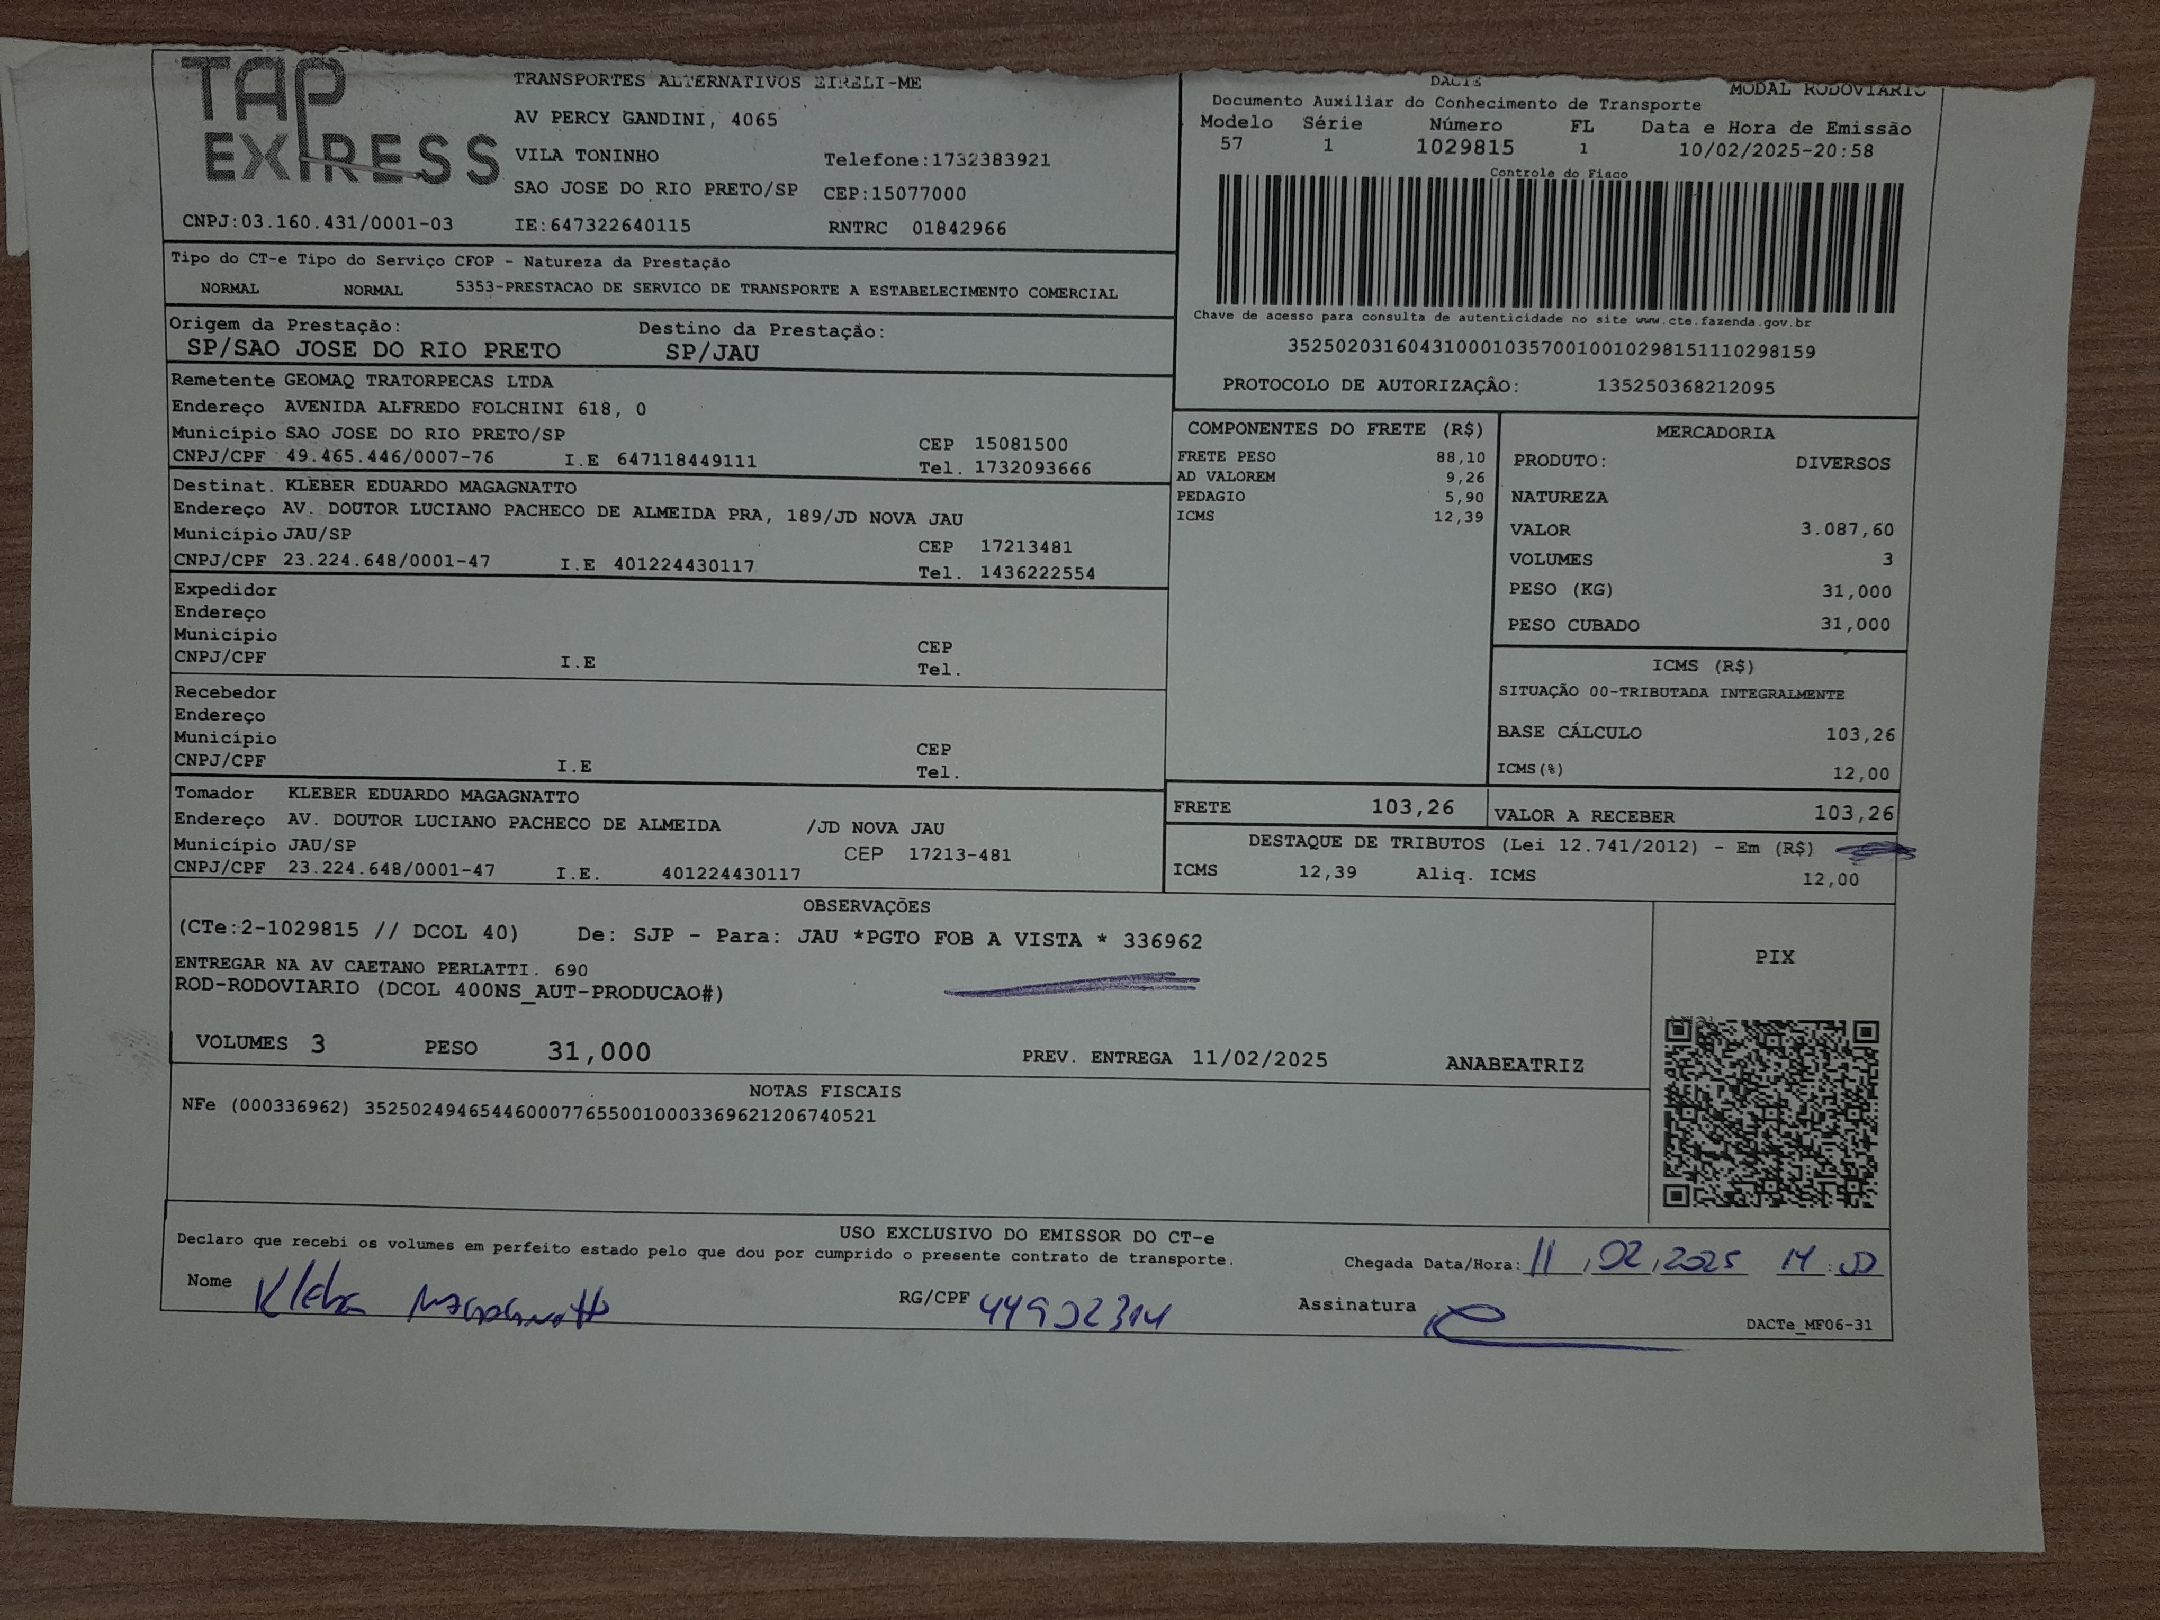 TAP EXPRESS
TRANSPORTES ALTERNATIVOS EIRELI-ME
AV PERCY GANDINI, 4065
VILA TONINHO Telefone:1732383921
SAO JOSE DO RIO PRETO/SP CEP:15077000
CNPJ:03.160.431/0001-03 IE:647322640115 RNTRC 01842966
DACTE MODAL RODOVIARIO
Documento Auxiliar do Conhecimento de Transporte
Modelo Série Número FL Data e Hora de Emissão
57 1 1029815 1 10/02/2025-20:58
Controle do Fisco
Chave de acesso para consulta de autenticidade no site www.cte.fazenda.gov.br
35250203160431000103570010010298151110298159
PROTOCOLO DE AUTORIZAÇÃO: 135250368212095
Tipo do CT-e Tipo do Serviço CFOP - Natureza da Prestação
NORMAL NORMAL 5353-PRESTACAO DE SERVICO DE TRANSPORTE A ESTABELECIMENTO COMERCIAL
Origem da Prestação: Destino da Prestação:
SP/SAO JOSE DO RIO PRETO SP/JAU
Remetente GEOMAQ TRATORPECAS LTDA
Endereço AVENIDA ALFREDO FOLCHINI 618, 0
Município SAO JOSE DO RIO PRETO/SP CEP 15081500
CNPJ/CPF 49.465.446/0007-76 I.E 647118449111 Tel. 1732093666
Destinat. KLEBER EDUARDO MAGAGNATTO
Endereço AV. DOUTOR LUCIANO PACHECO DE ALMEIDA PRA, 189/JD NOVA JAU
Município JAU/SP CEP 17213481
CNPJ/CPF 23.224.648/0001-47 I.E 401224430117 Tel. 1436222554
Expedidor
Endereço
Município CEP
CNPJ/CPF I.E Tel.
Recebedor
Endereço
Município CEP
CNPJ/CPF I.E Tel.
Tomador KLEBER EDUARDO MAGAGNATTO
Endereço AV. DOUTOR LUCIANO PACHECO DE ALMEIDA /JD NOVA JAU
Município JAU/SP CEP 17213-481
CNPJ/CPF 23.224.648/0001-47 I.E. 401224430117
COMPONENTES DO FRETE (R$)
FRETE PESO 88,10
AD VALOREM 9,26
PEDAGIO 5,90
ICMS 12,39
MERCADORIA
PRODUTO: DIVERSOS
NATUREZA
VALOR 3.087,60
VOLUMES 3
PESO (KG) 31,000
PESO CUBADO 31,000
ICMS (R$)
SITUAÇÃO 00-TRIBUTADA INTEGRALMENTE
BASE CÁLCULO 103,26
ICMS(%) 12,00
FRETE 103,26 VALOR A RECEBER 103,26
DESTAQUE DE TRIBUTOS (Lei 12.741/2012) - Em (R$)
ICMS 12,39 Aliq. ICMS 12,00
OBSERVAÇÕES
(CTe:2-1029815 // DCOL 40) De: SJP - Para: JAU *PGTO FOB A VISTA * 336962
ENTREGAR NA AV CAETANO PERLATTI. 690
ROD-RODOVIARIO (DCOL 400NS_AUT-PRODUCAO#)
VOLUMES 3 PESO 31,000 PREV. ENTREGA 11/02/2025 ANABEATRIZ
PIX
NOTAS FISCAIS
NFe (000336962) 35250249465446000776550010003369621206740521
USO EXCLUSIVO DO EMISSOR DO CT-e
Declaro que recebi os volumes em perfeito estado pelo que dou por cumprido o presente contrato de transporte.
Chegada Data/Hora: 11,02,2025
Nome Kleber Magagnatto RG/CPF 44902314 Assinatura
DACTe_MF06-31